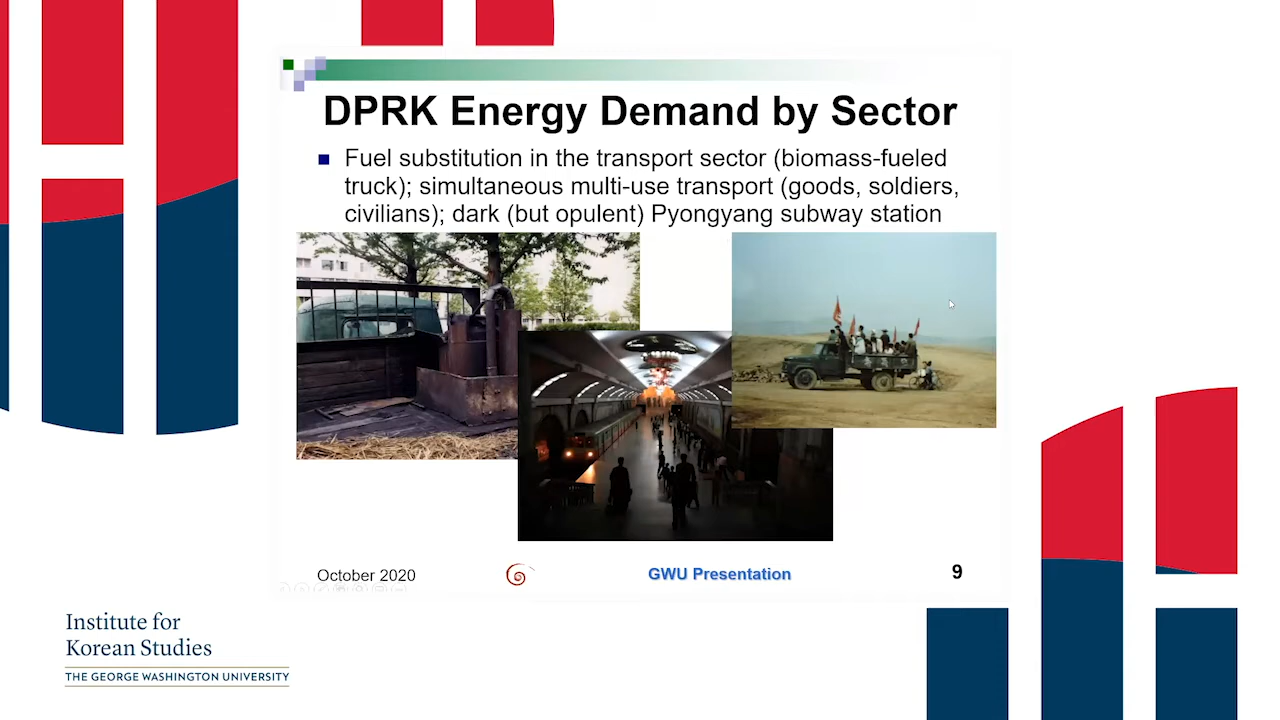 DPRK Energy Demand by Sector
Fuel substitution in the transport sector (biomass-fueled
truck); simultaneous multi-use transport (goods, soldiers,
civilians); dark (but opulent) Pyongyang subway station
October 2020
GWU Presentation
9
Institute for
Korean Studies
THE GEORGE WASHINGTON UNIVERSITY